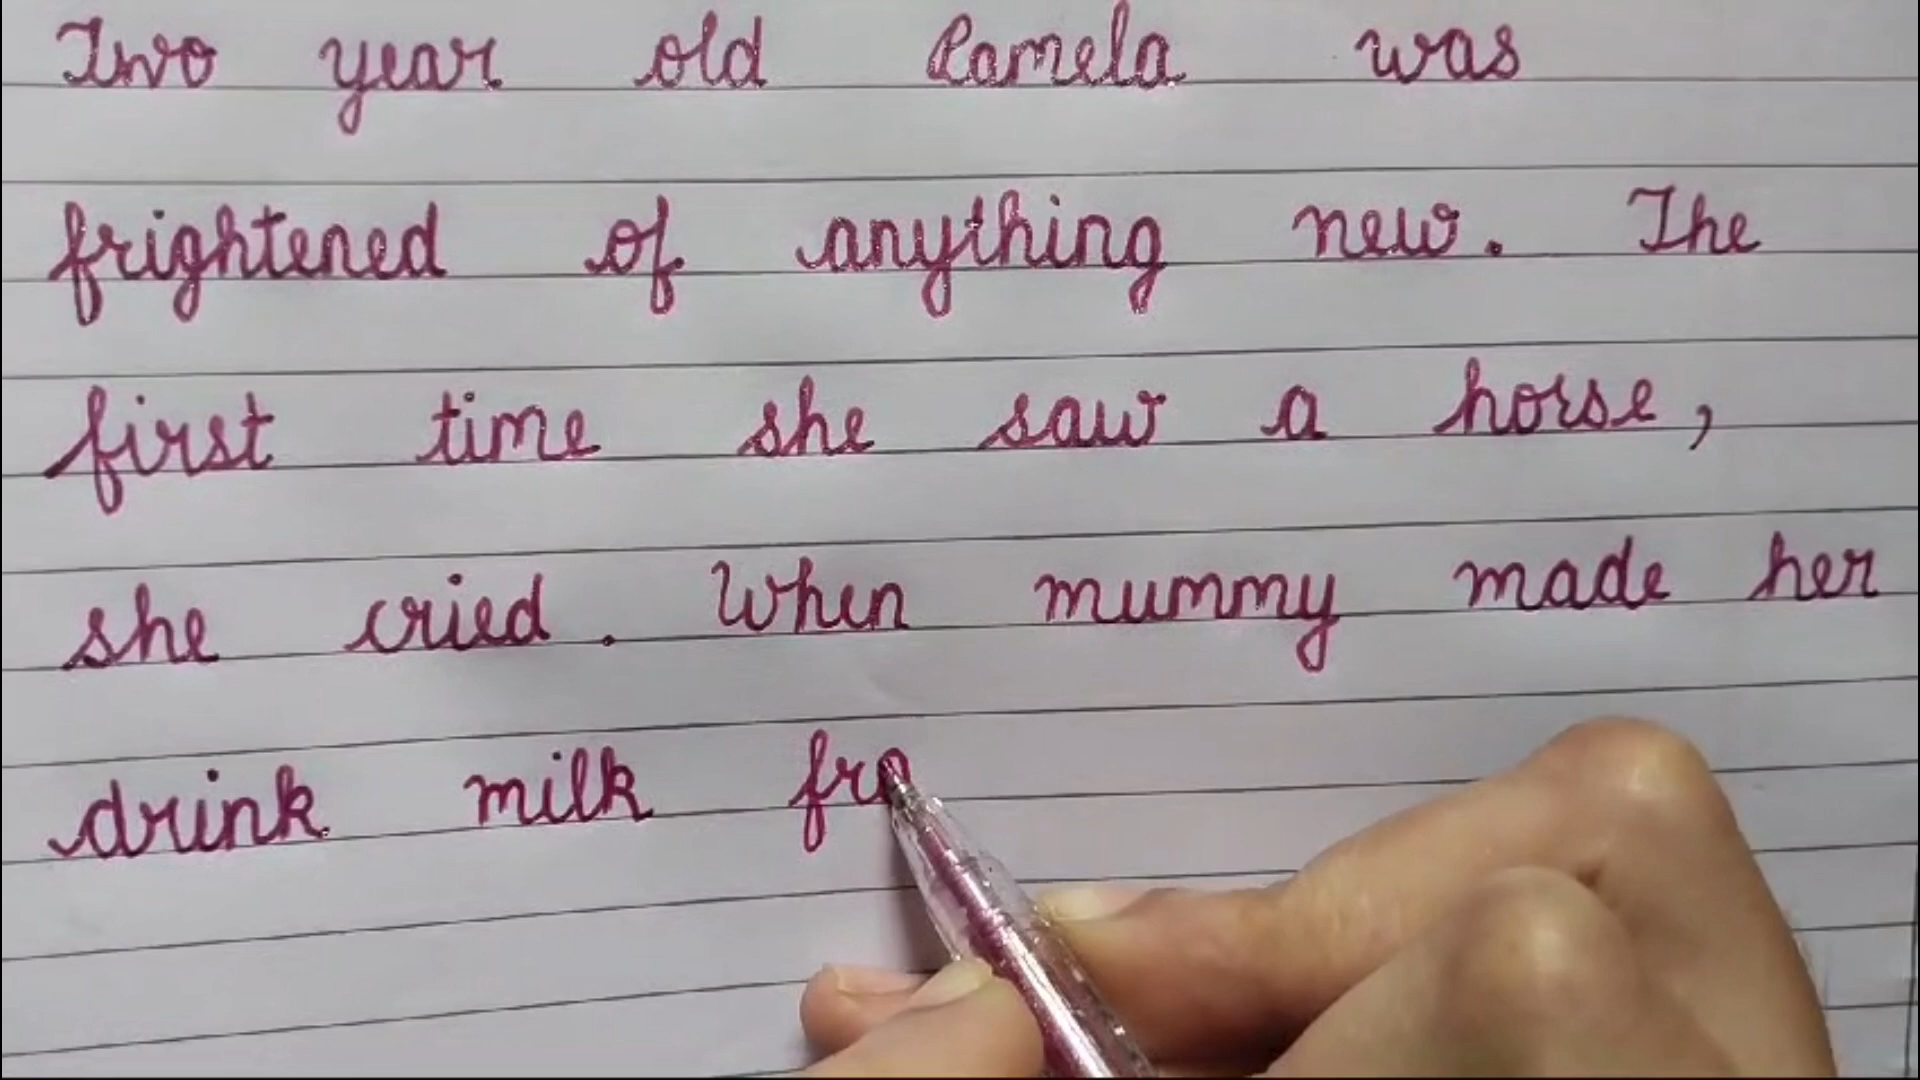 Two year old Pamela was
frightened of anything new. The
first time she saw a horse,
she cried. When mummy made her
drink milk fro